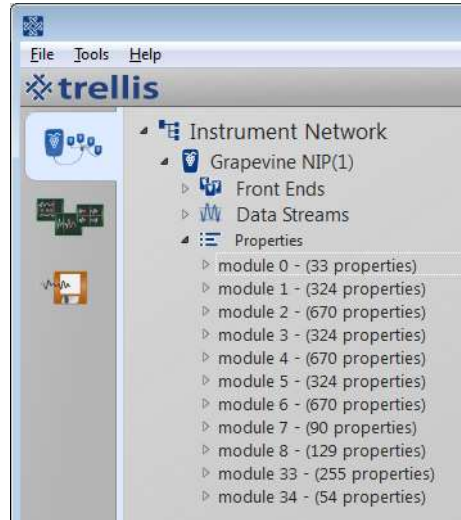 File Tools Help
trellis
Instrument Network
Grapevine NIP(1)
Front Ends
Data Streams
Properties
module 0 - (33 properties)
module 1 - (324 properties)
module 2 - (670 properties)
module 3 - (324 properties)
module 4 - (670 properties)
module 5 - (324 properties)
module 6 - (670 properties)
module 7 - (90 properties)
module 8 - (129 properties)
module 33 - (255 properties)
module 34 - (54 properties)